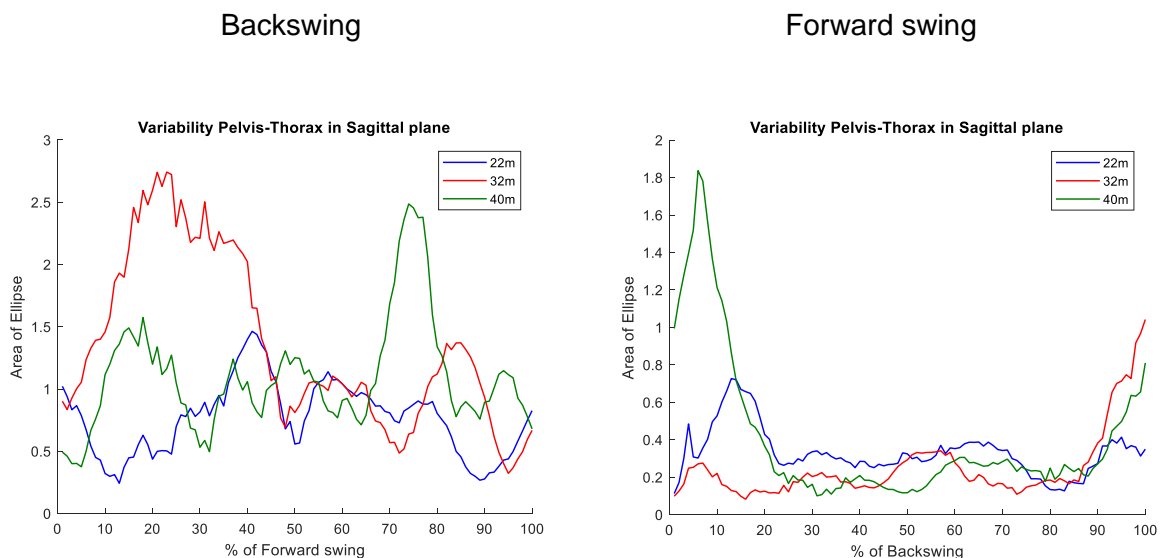 Backswing
Forward swing
Variability Pelvis-Thorax in Sagittal plane
3
2.5
2
1.5
1
0.5
0
Area of Ellipse
22m
32m
40m
0 10 20 30 40 50 60 70 80 90 100
% of Forward swing
Variability Pelvis-Thorax in Sagittal plane
2
1.8
1.6
1.4
1.2
1
0.8
0.6
0.4
0.2
0
Area of Ellipse
22m
32m
40m
0 10 20 30 40 50 60 70 80 90 100
% of Backswing